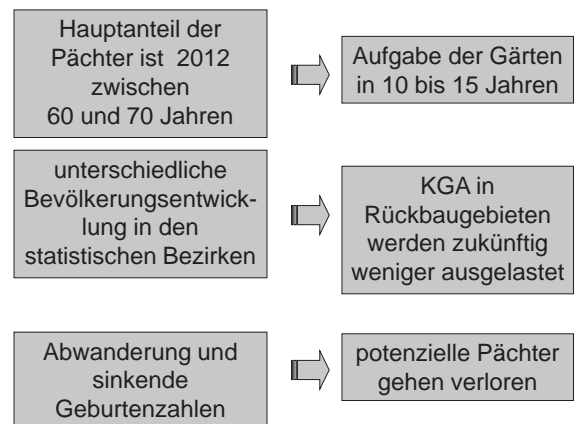 Hauptanteil der
Pächter ist 2012
zwischen
60 und 70 Jahren
Aufgabe der Gärten
in 10 bis 15 Jahren
unterschiedliche
Bevölkerungsentwick-
lung in den
statistischen Bezirken
KGA in
Rückbaugebieten
werden zukünftig
weniger ausgelastet
Abwanderung und
sinkende
Geburtenzahlen
potenzielle Pächter
gehen verloren